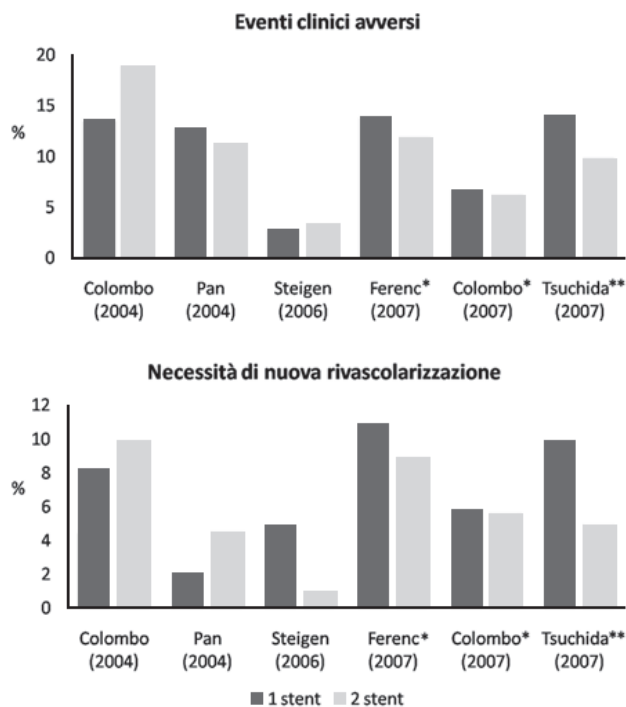 Eventi clinici avversi
20
15
%
10
5
0
Colombo Pan Steigen Ferenc* Colombo* Tsuchida**
(2004) (2004) (2006) (2007) (2007) (2007)
Necessità di nuova rivascolarizzazione
12
10
8
%
6
4
2
0
Colombo Pan Steigen Ferenc* Colombo* Tsuchida**
(2004) (2004) (2006) (2007) (2007) (2007)
1 stent 2 stent